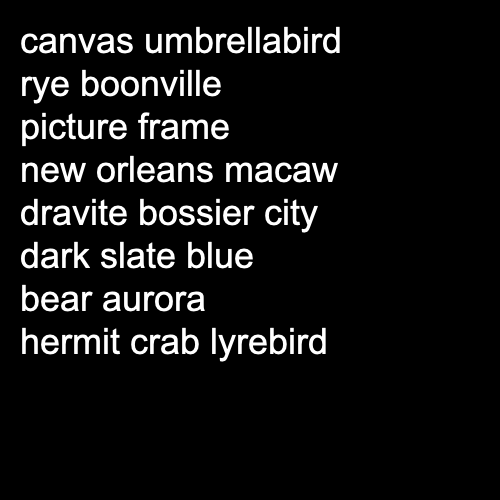 canvas umbrellabird
rye boonville
picture frame
new orleans macaw
dravite bossier city
dark slate blue
bear aurora
hermit crab lyrebird